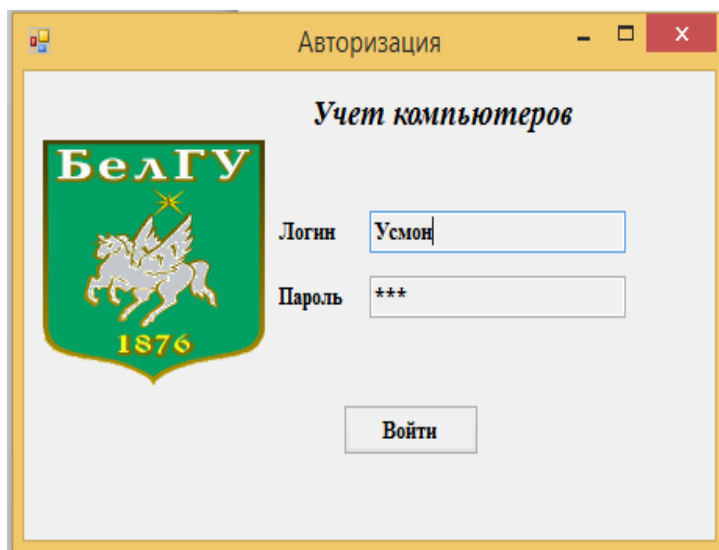 Авторизация
Учет компьютеров
БелГУ
1876
Логин
Усмон
Пароль
***
Войти